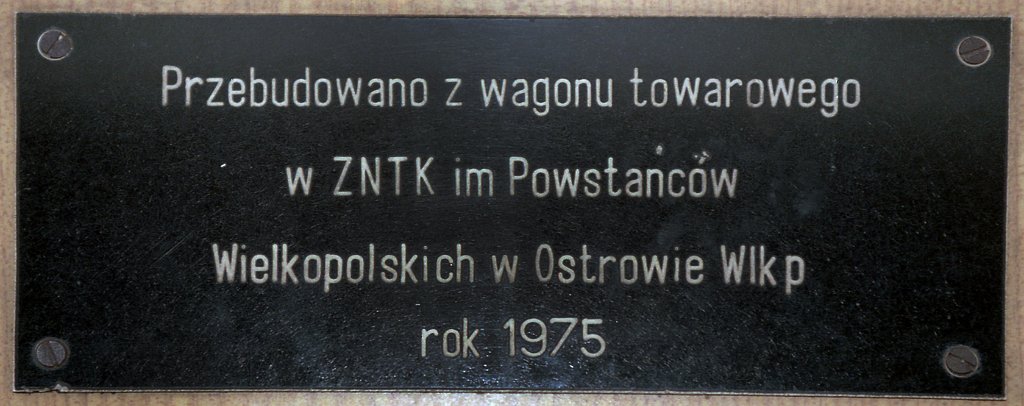 Przebudowano z wagonu towarowego
w ZNTK im Powstańców
Wielkopolskich w Ostrowie Wlkp
rok 1975